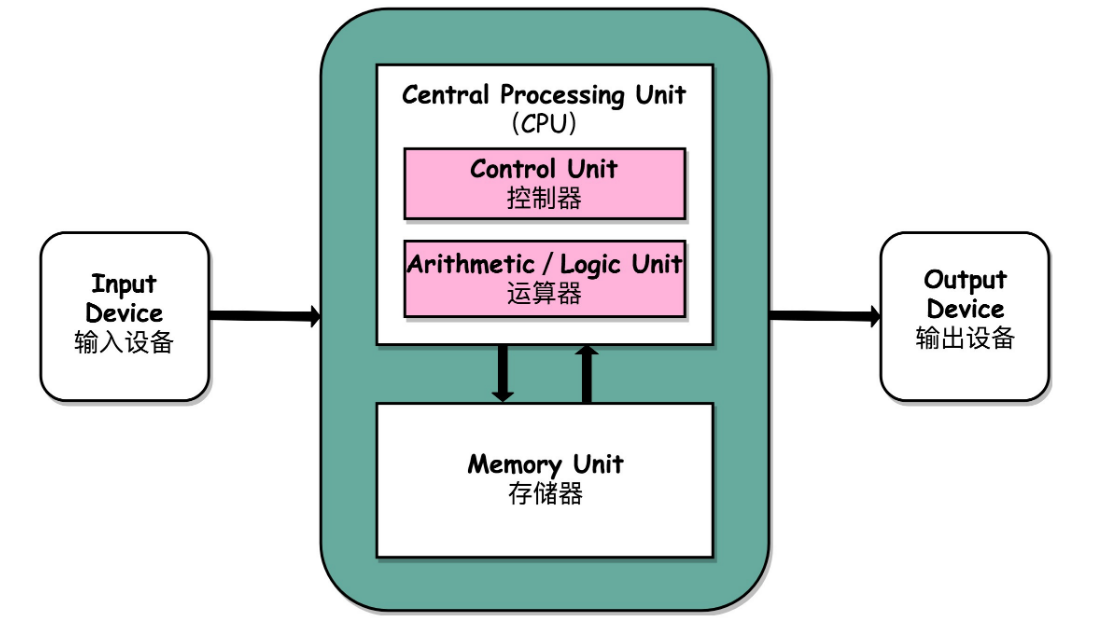 Central Processing Unit
(CPU)
Control Unit
控制器
Arithmetic / Logic Unit
运算器
Input
Device
输入设备
Output
Device
输出设备
Memory Unit
存储器